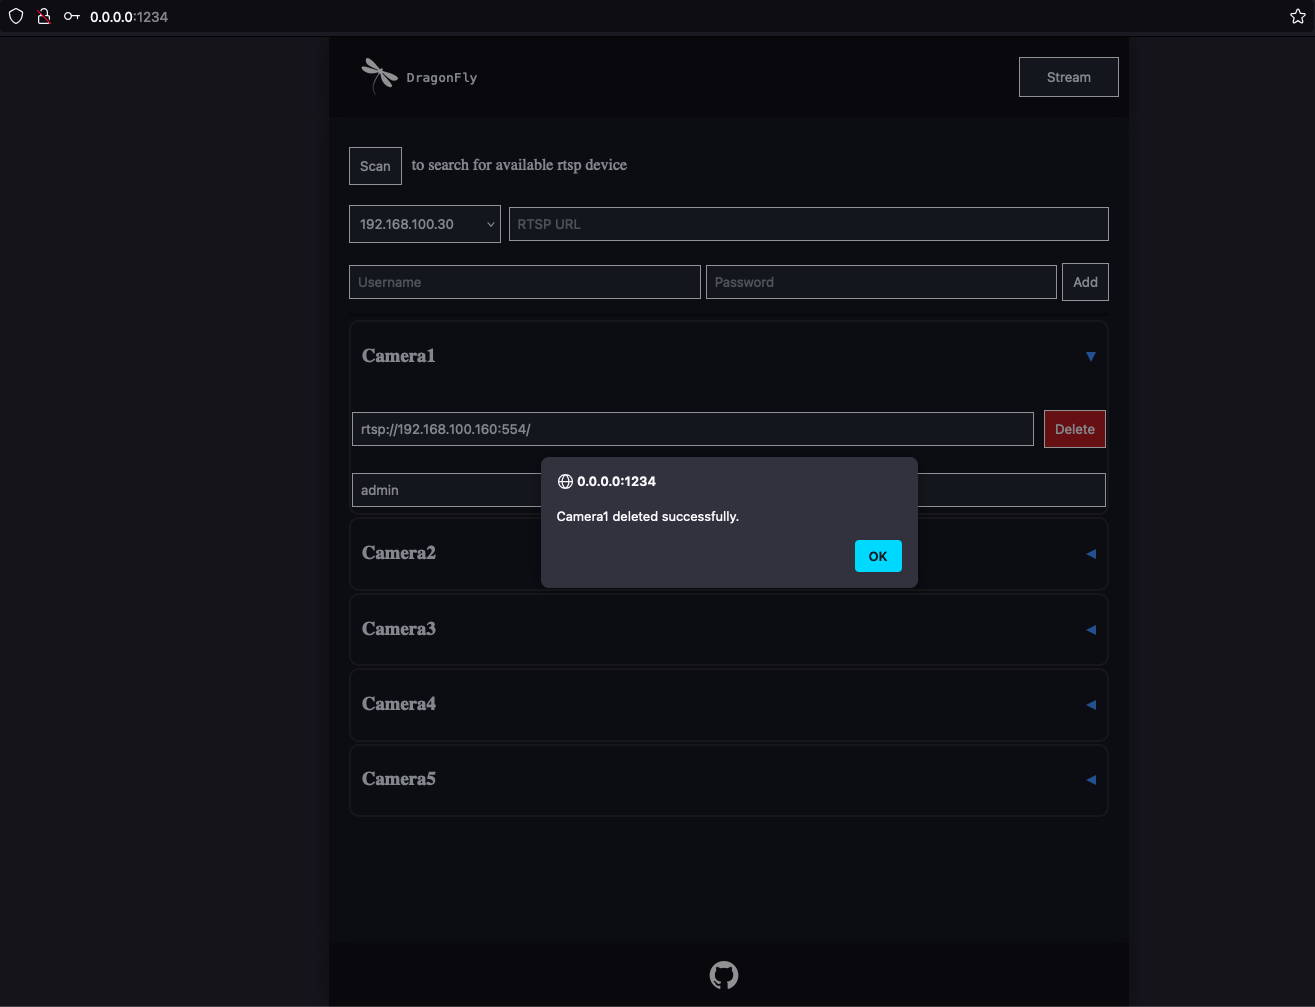 0.0.0.0:1234
DragonFly
Stream
Scan to search for available rtsp device
192.168.100.30 RTSP URL
Username Password Add
Camera1
rtsp://192.168.100.160:554/ Delete
admin
0.0.0.0:1234
Camera1 deleted successfully.
OK
Camera2
Camera3
Camera4
Camera5